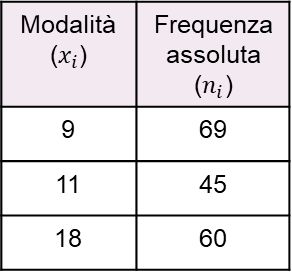 Modalità Frequenza
(xᵢ) assoluta
(nᵢ)
9 69
11 45
18 60